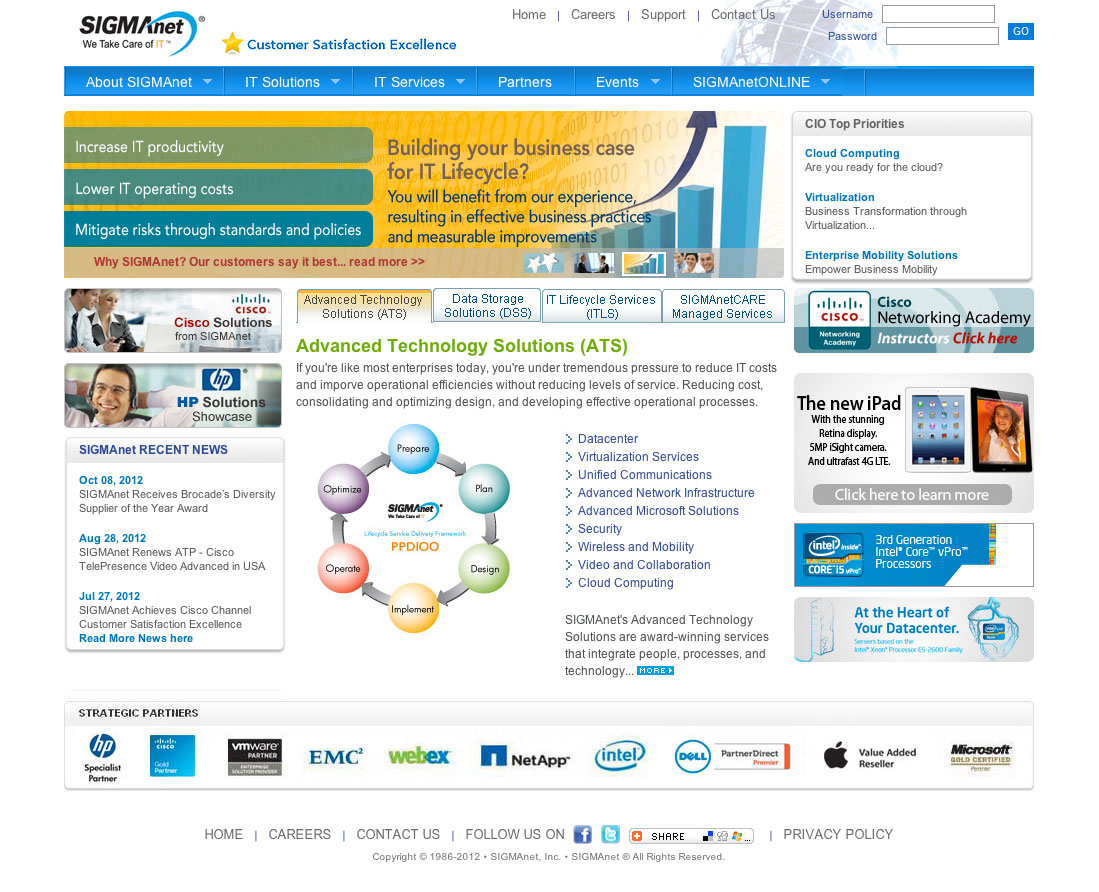 SIGMAnet®
We Take Care of IT™
Customer Satisfaction Excellence
Home | Careers | Support | Contact Us
Username
Password
GO
About SIGMAnet
IT Solutions
IT Services
Partners
Events
SIGMAnetONLINE
Increase IT productivity
Lower IT operating costs
Mitigate risks through standards and policies
Building your business case
for IT Lifecycle?
You will benefit from our experience,
resulting in effective business practices
and measurable improvements
Why SIGMAnet? Our customers say it best... read more >>
CIO Top Priorities
Cloud Computing
Are you ready for the cloud?
Virtualization
Business Transformation through
Virtualization...
Enterprise Mobility Solutions
Empower Business Mobility
CISCO
Cisco Solutions
from SIGMAnet
hp
HP Solutions
Showcase
SIGMAnet RECENT NEWS
Oct 08, 2012
SIGMAnet Receives Brocade's Diversity
Supplier of the Year Award
Aug 28, 2012
SIGMAnet Renews ATP - Cisco
TelePresence Video Advanced in USA
Jul 27, 2012
SIGMAnet Achieves Cisco Channel
Customer Satisfaction Excellence
Read More News here
Advanced Technology
Solutions (ATS)
Data Storage
Solutions (DSS)
IT Lifecycle Services
(ITLS)
SIGMAnetCARE
Managed Services
Advanced Technology Solutions (ATS)
If you're like most enterprises today, you're under tremendous pressure to reduce IT costs
and imporve operational efficiencies without reducing levels of service. Reducing cost,
consolidating and optimizing design, and developing effective operational processes.
Prepare
Plan
Design
Implement
Operate
Optimize
SIGMAnet
We Take Care of IT
Lifecycle Service Delivery Framework
PPDIOO
Datacenter
Virtualization Services
Unified Communications
Advanced Network Infrastructure
Advanced Microsoft Solutions
Security
Wireless and Mobility
Video and Collaboration
Cloud Computing
SIGMAnet's Advanced Technology
Solutions are award-winning services
that integrate people, processes, and
technology... MORE
CISCO
Networking
Academy
Cisco
Networking Academy
Instructors Click here
The new iPad
With the stunning
Retina display.
5MP iSight camera.
And ultrafast 4G LTE.
Click here to learn more
intel inside
CORE i5 vPro
3rd Generation
Intel® Core™ vPro™
Processors
At the Heart of
Your Datacenter.
Servers based on the
Intel® Xeon® Processor E5-2600 Family
STRATEGIC PARTNERS
hp
Specialist
Partner
CISCO
Gold
Partner
vmware
PARTNER
ENTERPRISE
SOLUTION PROVIDER
EMC²
webex
NetApp
intel
DELL
PartnerDirect
Premier
Value Added
Reseller
Microsoft
GOLD CERTIFIED
Partner
HOME | CAREERS | CONTACT US | FOLLOW US ON SHARE ... | PRIVACY POLICY
Copyright © 1986-2012 • SIGMAnet, Inc. • SIGMAnet ® All Rights Reserved.